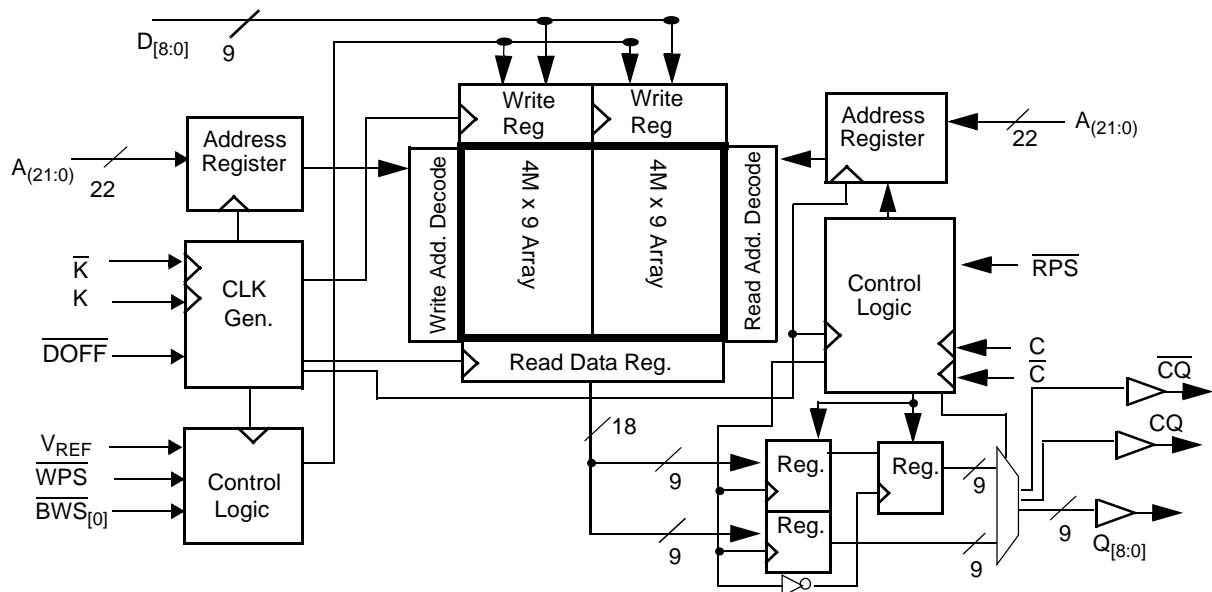 D[8:0]
9
Write
Reg
Write
Reg
Address
Register
A(21:0)
22
Address
Register
A(21:0)
22
Write Add. Decode
4M x 9 Array
4M x 9 Array
Read Add. Decode
K̅
K
DOFF
CLK
Gen.
Control
Logic
RPS
C
C̅
Read Data Reg.
CQ
CQ
18
VREF
WPS
BWS[0]
Control
Logic
9
Reg.
Reg.
9
9
Reg.
9
9
Q[8:0]